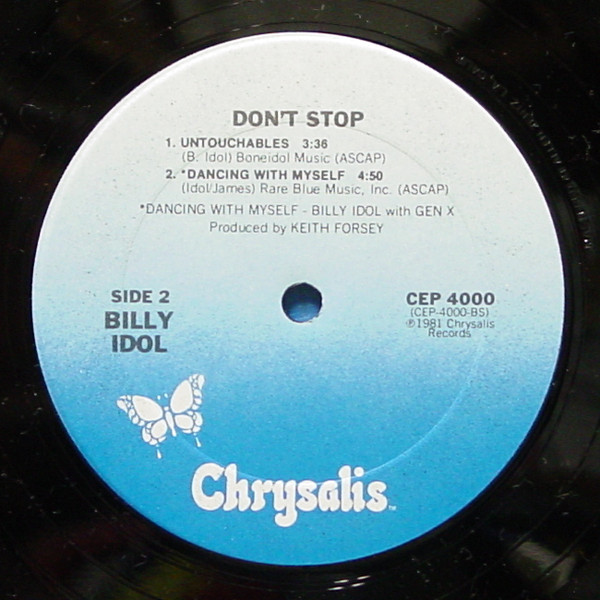 DON'T STOP
1. UNTOUCHABLES 3:36
(B. Idol) Boneidol Music (ASCAP)
2. *DANCING WITH MYSELF 4:50
(Idol/James) Rare Blue Music, Inc. (ASCAP)
*DANCING WITH MYSELF - BILLY IDOL with GEN X
Produced by KEITH FORSEY
SIDE 2
BILLY
IDOL
CEP 4000
(CEP-4000-BS)
℗1981 Chrysalis
Records
Chrysalis™